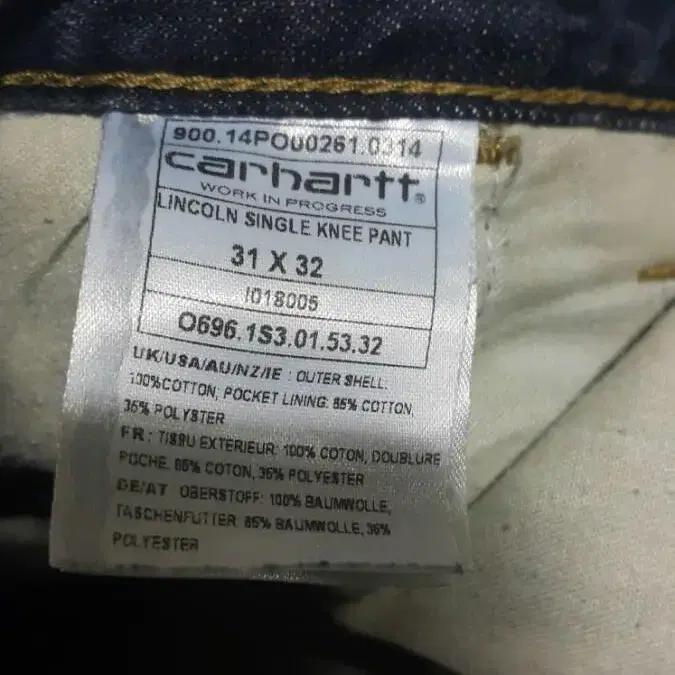 900.14PO00261.0314
carhartt®
WORK IN PROGRESS
LINCOLN SINGLE KNEE PANT
31 X 32
I018005
O696.1S3.01.53.32
UK/USA/AU/NZ/IE : OUTER SHELL:
100%COTTON, POCKET LINING: 65% COTTON,
35% POLYSTER
FR : TISSU EXTERIEUR: 100% COTON, DOUBLURE
POCHE: 65% COTON, 35% POLYESTER
DE/AT OBERSTOFF: 100% BAUMWOLLE,
TASCHENFUTTER: 65% BAUMWOLLE, 35%
POLYESTER